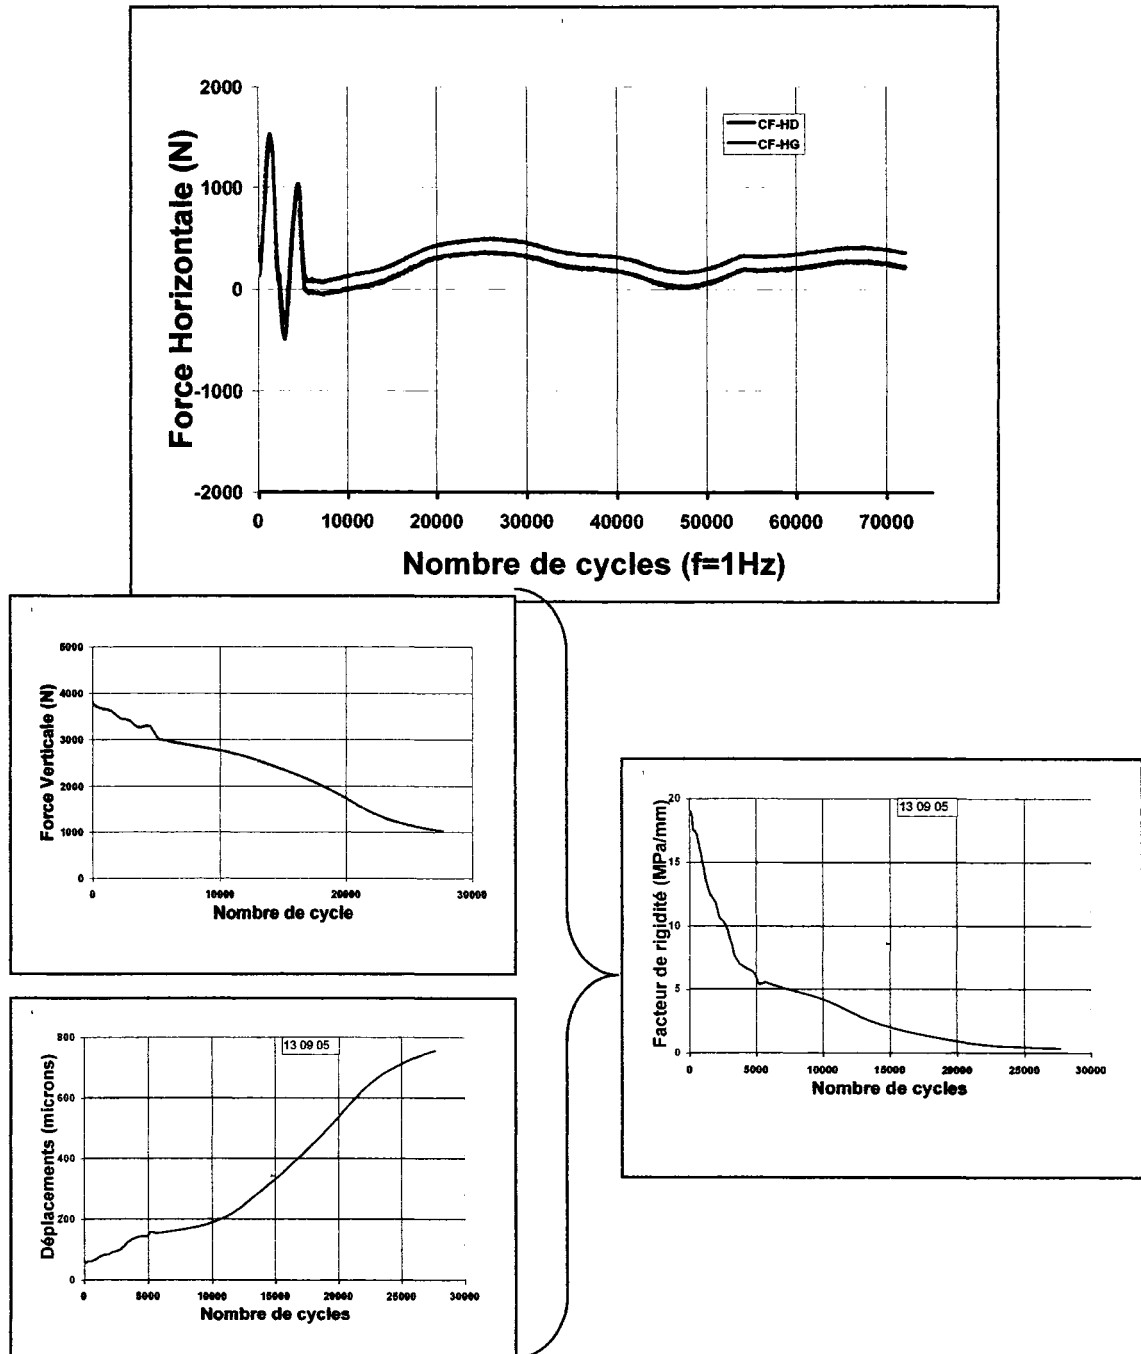 Force Horizontale (N)
2000
1000
0
-1000
-2000
CF-HD
CF-HG
0 10000 20000 30000 40000 50000 60000 70000
Nombre de cycles (f=1Hz)
Force Verticale (N)
5000
4000
3000
2000
1000
0
0 10000 20000 30000
Nombre de cycle
Facteur de rigidité (MPa/mm)
20
15
10
5
0
13 09 05
0 5000 10000 15000 20000 25000 30000
Nombre de cycles
Déplacements (microns)
800
600
400
200
0
13 09 05
0 5000 10000 15000 20000 25000 30000
Nombre de cycles